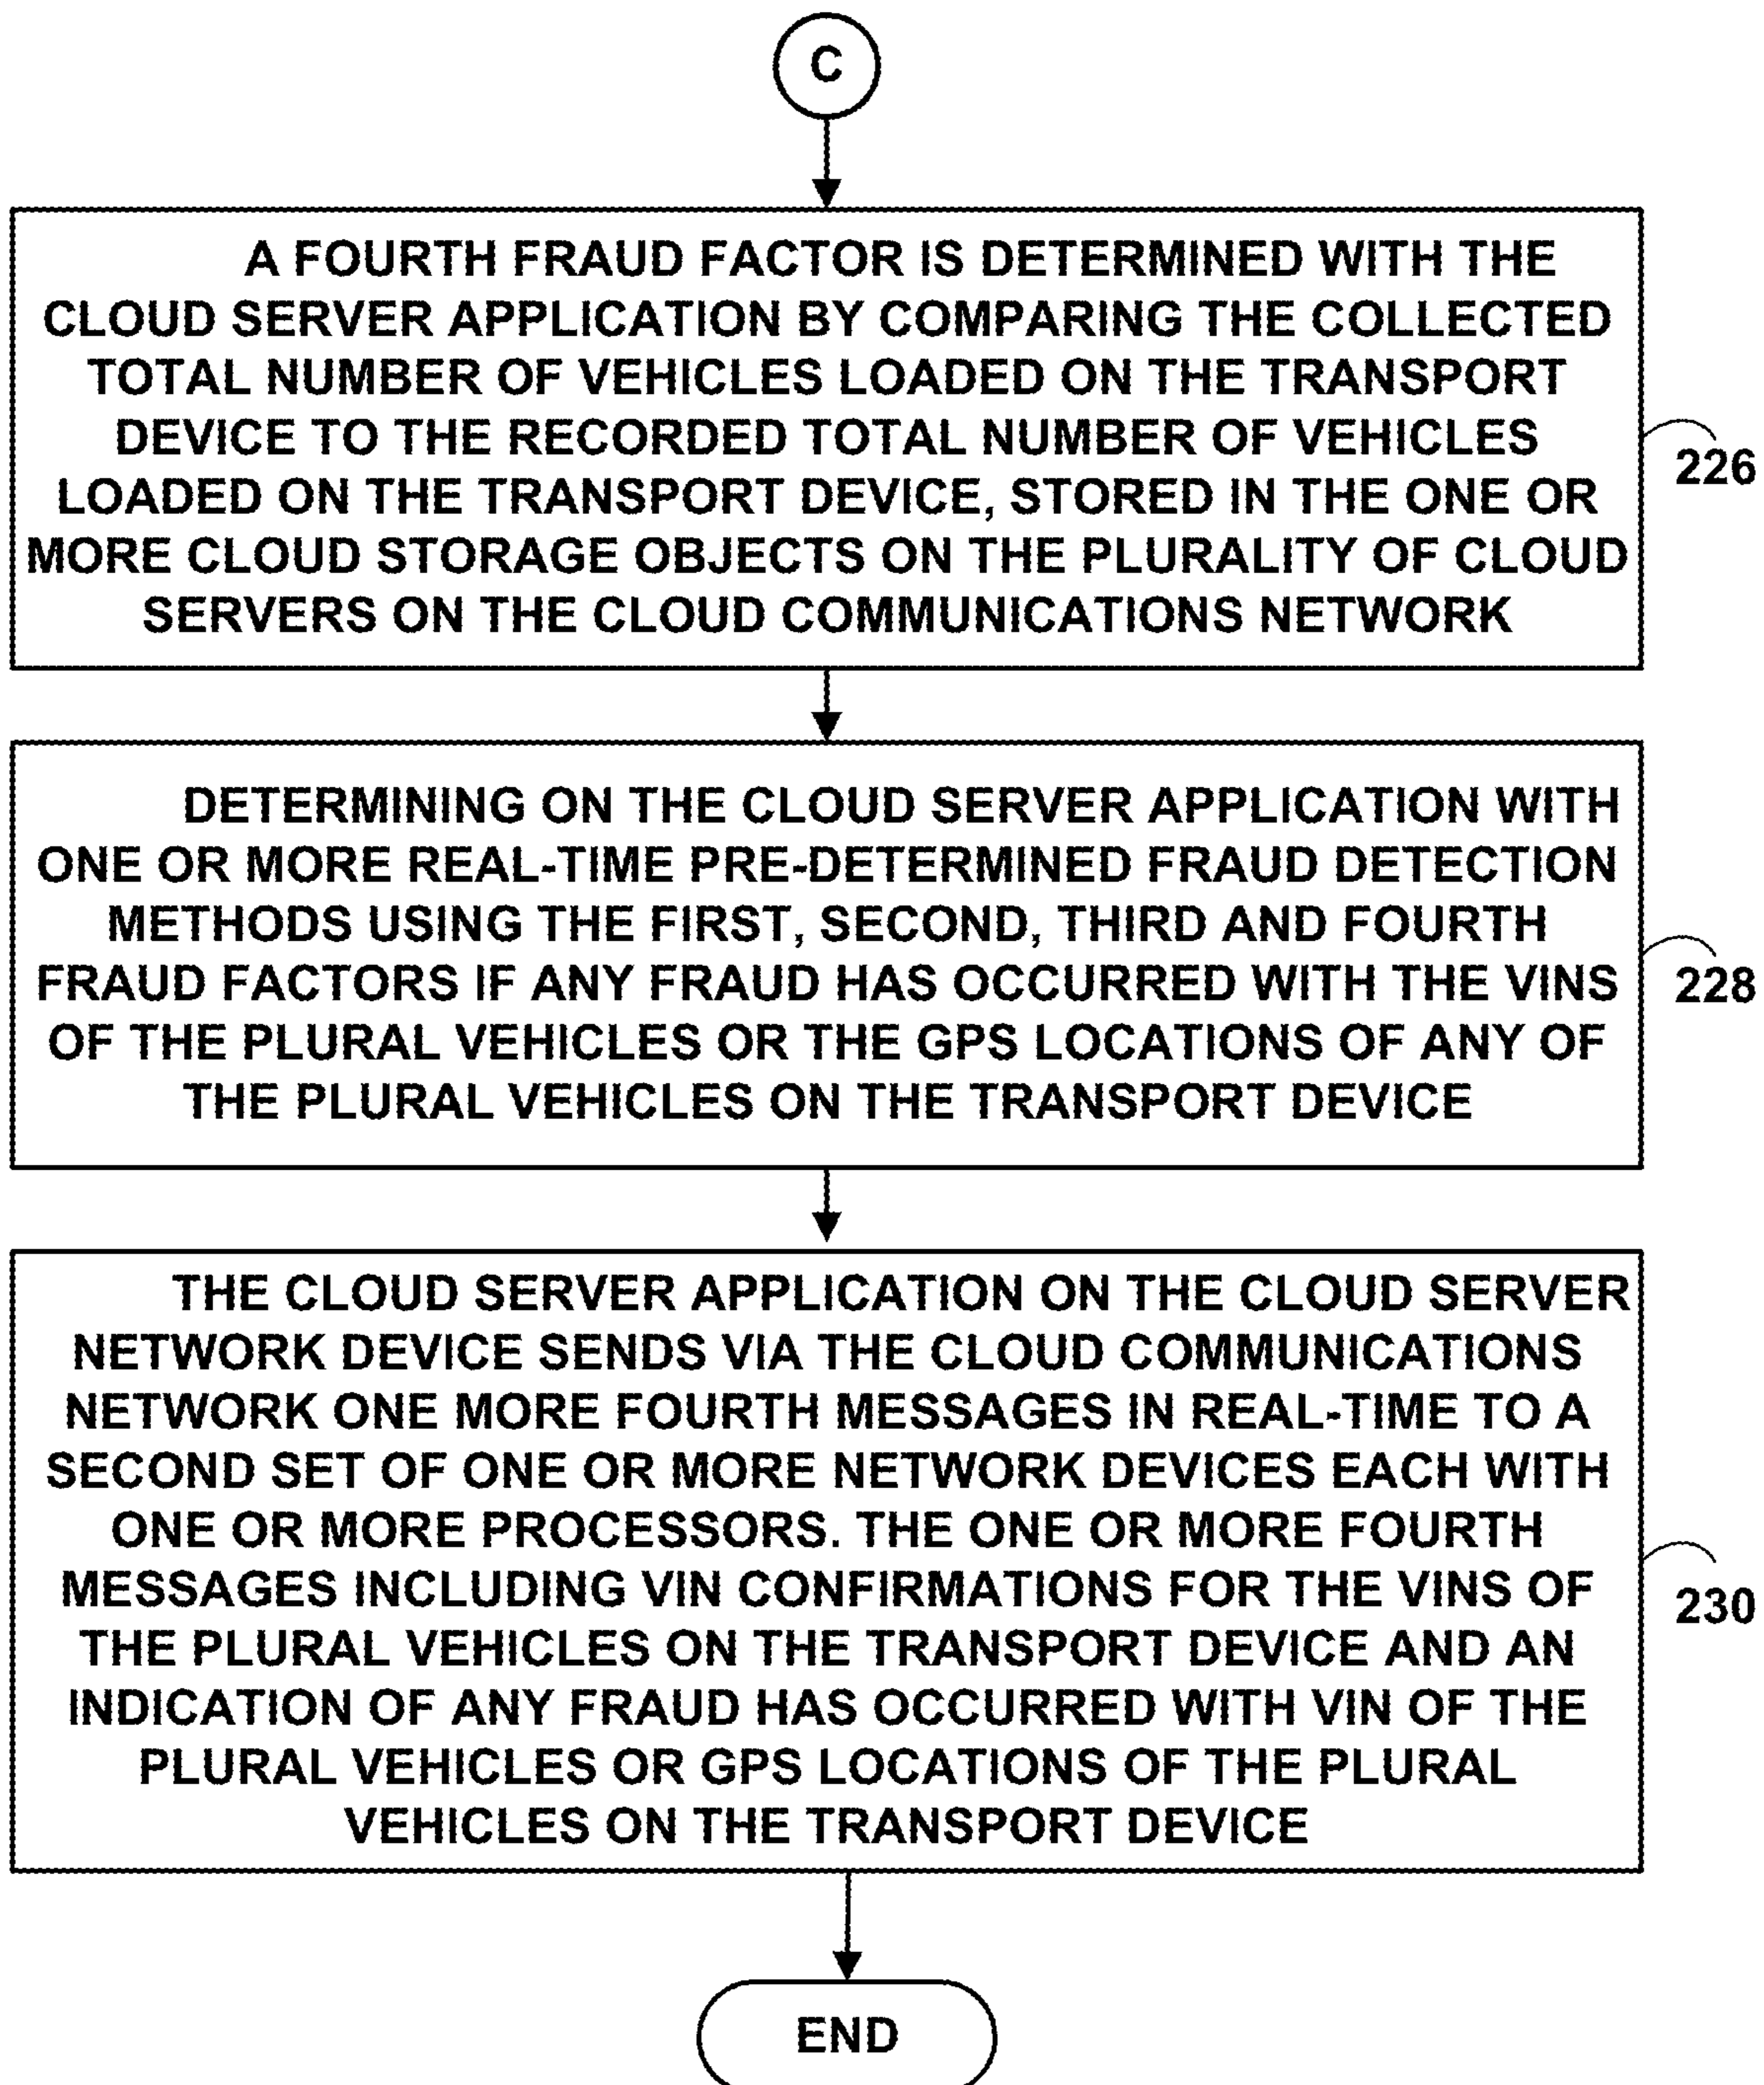 C
A FOURTH FRAUD FACTOR IS DETERMINED WITH THE
CLOUD SERVER APPLICATION BY COMPARING THE COLLECTED
TOTAL NUMBER OF VEHICLES LOADED ON THE TRANSPORT
DEVICE TO THE RECORDED TOTAL NUMBER OF VEHICLES
LOADED ON THE TRANSPORT DEVICE, STORED IN THE ONE OR
MORE CLOUD STORAGE OBJECTS ON THE PLURALITY OF CLOUD
SERVERS ON THE CLOUD COMMUNICATIONS NETWORK
226
DETERMINING ON THE CLOUD SERVER APPLICATION WITH
ONE OR MORE REAL-TIME PRE-DETERMINED FRAUD DETECTION
METHODS USING THE FIRST, SECOND, THIRD AND FOURTH
FRAUD FACTORS IF ANY FRAUD HAS OCCURRED WITH THE VINS
OF THE PLURAL VEHICLES OR THE GPS LOCATIONS OF ANY OF
THE PLURAL VEHICLES ON THE TRANSPORT DEVICE
228
THE CLOUD SERVER APPLICATION ON THE CLOUD SERVER
NETWORK DEVICE SENDS VIA THE CLOUD COMMUNICATIONS
NETWORK ONE MORE FOURTH MESSAGES IN REAL-TIME TO A
SECOND SET OF ONE OR MORE NETWORK DEVICES EACH WITH
ONE OR MORE PROCESSORS. THE ONE OR MORE FOURTH
MESSAGES INCLUDING VIN CONFIRMATIONS FOR THE VINS OF
THE PLURAL VEHICLES ON THE TRANSPORT DEVICE AND AN
INDICATION OF ANY FRAUD HAS OCCURRED WITH VIN OF THE
PLURAL VEHICLES OR GPS LOCATIONS OF THE PLURAL
VEHICLES ON THE TRANSPORT DEVICE
230
END